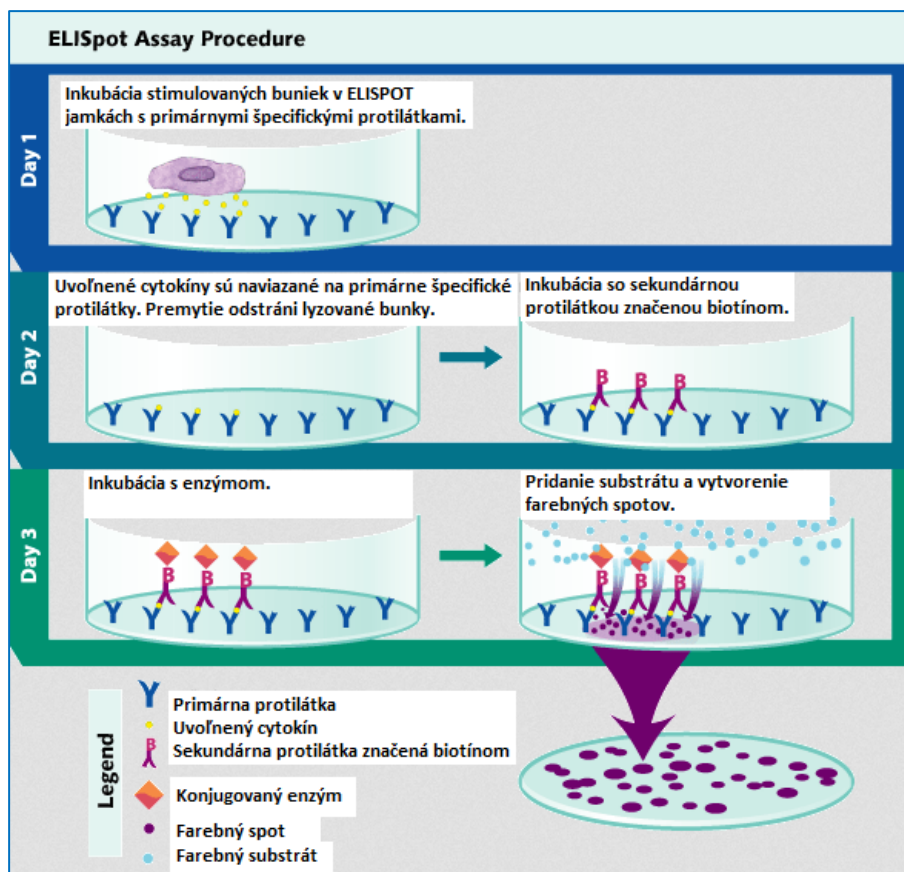 ELISpot Assay Procedure
Day 1
Inkubácia stimulovaných buniek v ELISPOT
jamkách s primárnymi špecifickými protilátkami.
Day 2
Uvoľnené cytokíny sú naviazané na primárne špecifické
protilátky. Premytie odstráni lyzované bunky.
Inkubácia so sekundárnou
protilátkou značenou biotínom.
B B B
Day 3
Inkubácia s enzýmom.
B B B
Pridanie substrátu a vytvorenie
farebných spotov.
B B B
Legend
Primárna protilátka
Uvoľnený cytokín
B
Sekundárna protilátka značená biotínom
Konjugovaný enzým
Farebný spot
Farebný substrát